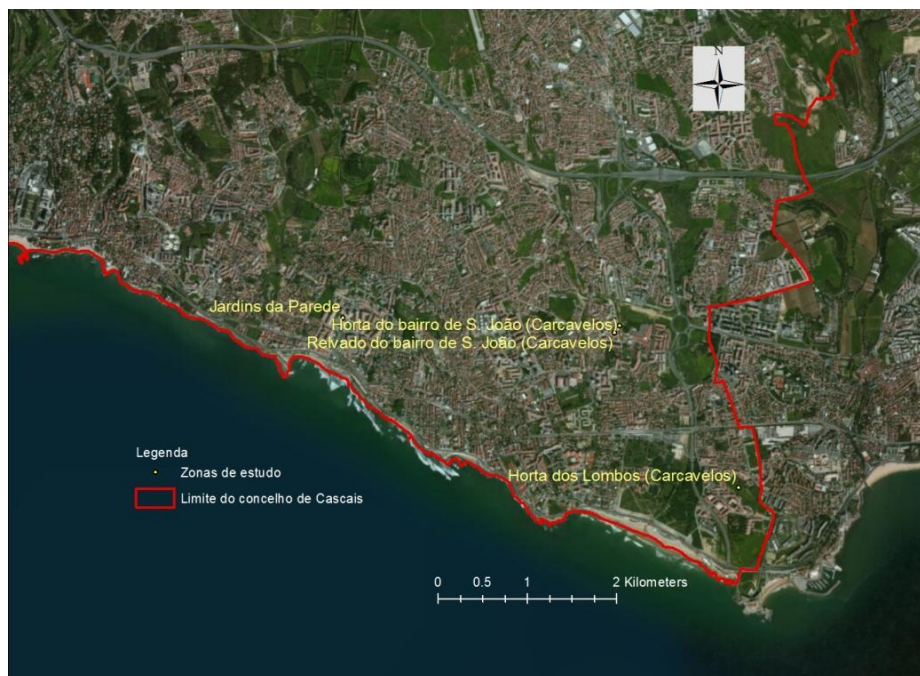 N
Jardins da Parede
Horta do bairro de S. João (Carcavelos)
Relvado do bairro de S. João (Carcavelos)
Legenda
Zonas de estudo
Limite do concelho de Cascais
Horta dos Lombos (Carcavelos)
0 0.5 1 2 Kilometers